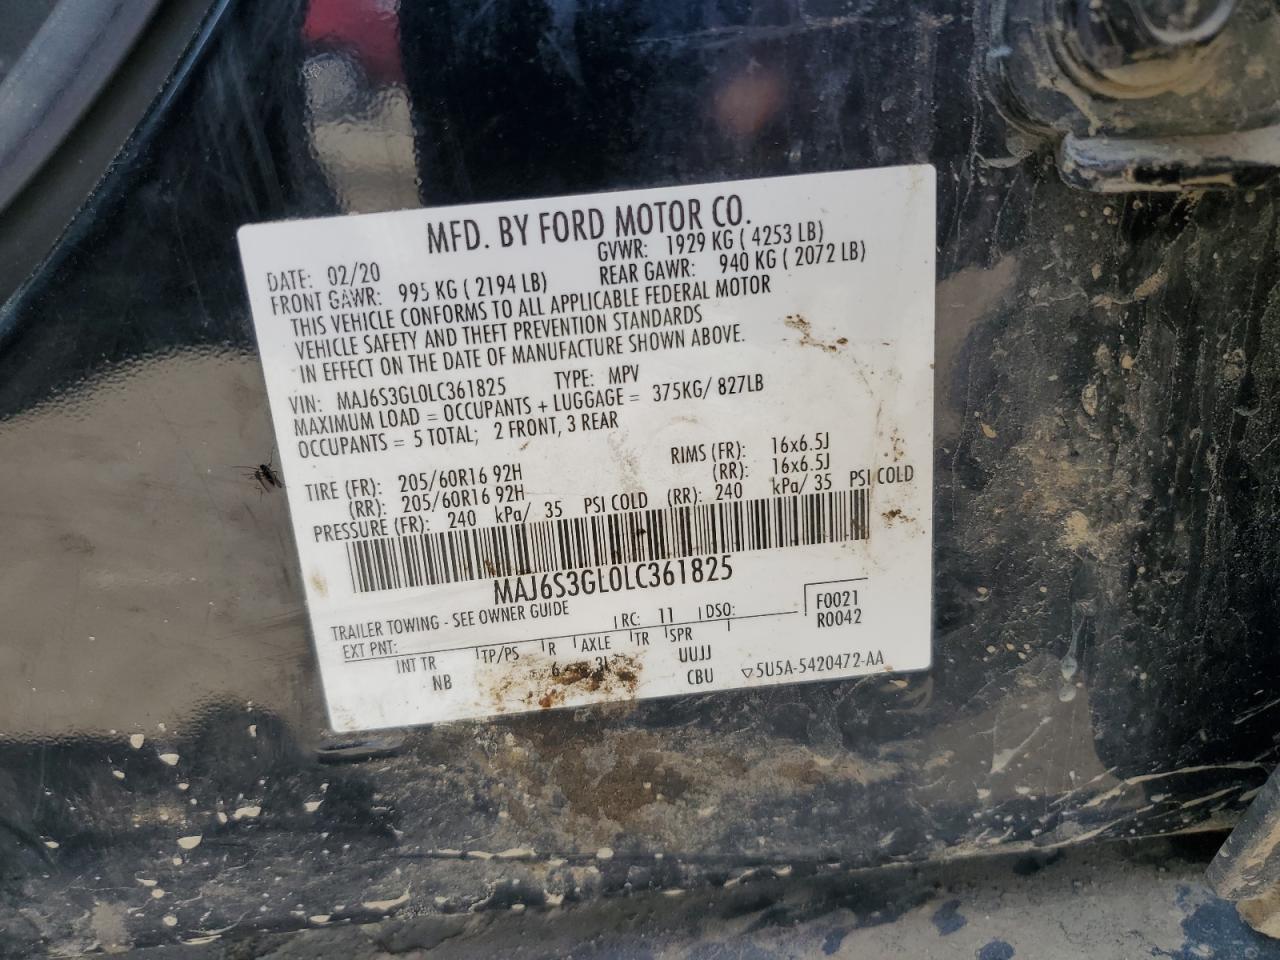 MFD. BY FORD MOTOR CO.
DATE: 02/20 GVWR: 1929 KG ( 4253 LB)
FRONT GAWR: 995 KG ( 2194 LB) REAR GAWR: 940 KG ( 2072 LB)
THIS VEHICLE CONFORMS TO ALL APPLICABLE FEDERAL MOTOR
VEHICLE SAFETY AND THEFT PREVENTION STANDARDS
IN EFFECT ON THE DATE OF MANUFACTURE SHOWN ABOVE.
VIN: MAJ6S3GL0LC361825 TYPE: MPV
MAXIMUM LOAD = OCCUPANTS + LUGGAGE = 375KG/ 827LB
OCCUPANTS = 5 TOTAL; 2 FRONT, 3 REAR
TIRE (FR): 205/60R16 92H RIMS (FR): 16x6.5J
(RR): 205/60R16 92H (RR): 16x6.5J
PRESSURE (FR): 240 kPa/ 35 PSI COLD (RR): 240 kPa/ 35 PSI COLD
MAJ6S3GL0LC361825
TRAILER TOWING - SEE OWNER GUIDE
EXT PNT: RC: 11 DSO: F0021
R0042
INT TR TP/PS R AXLE TR SPR
NB 6 UUJJ
CBU 5U5A-5420472-AA